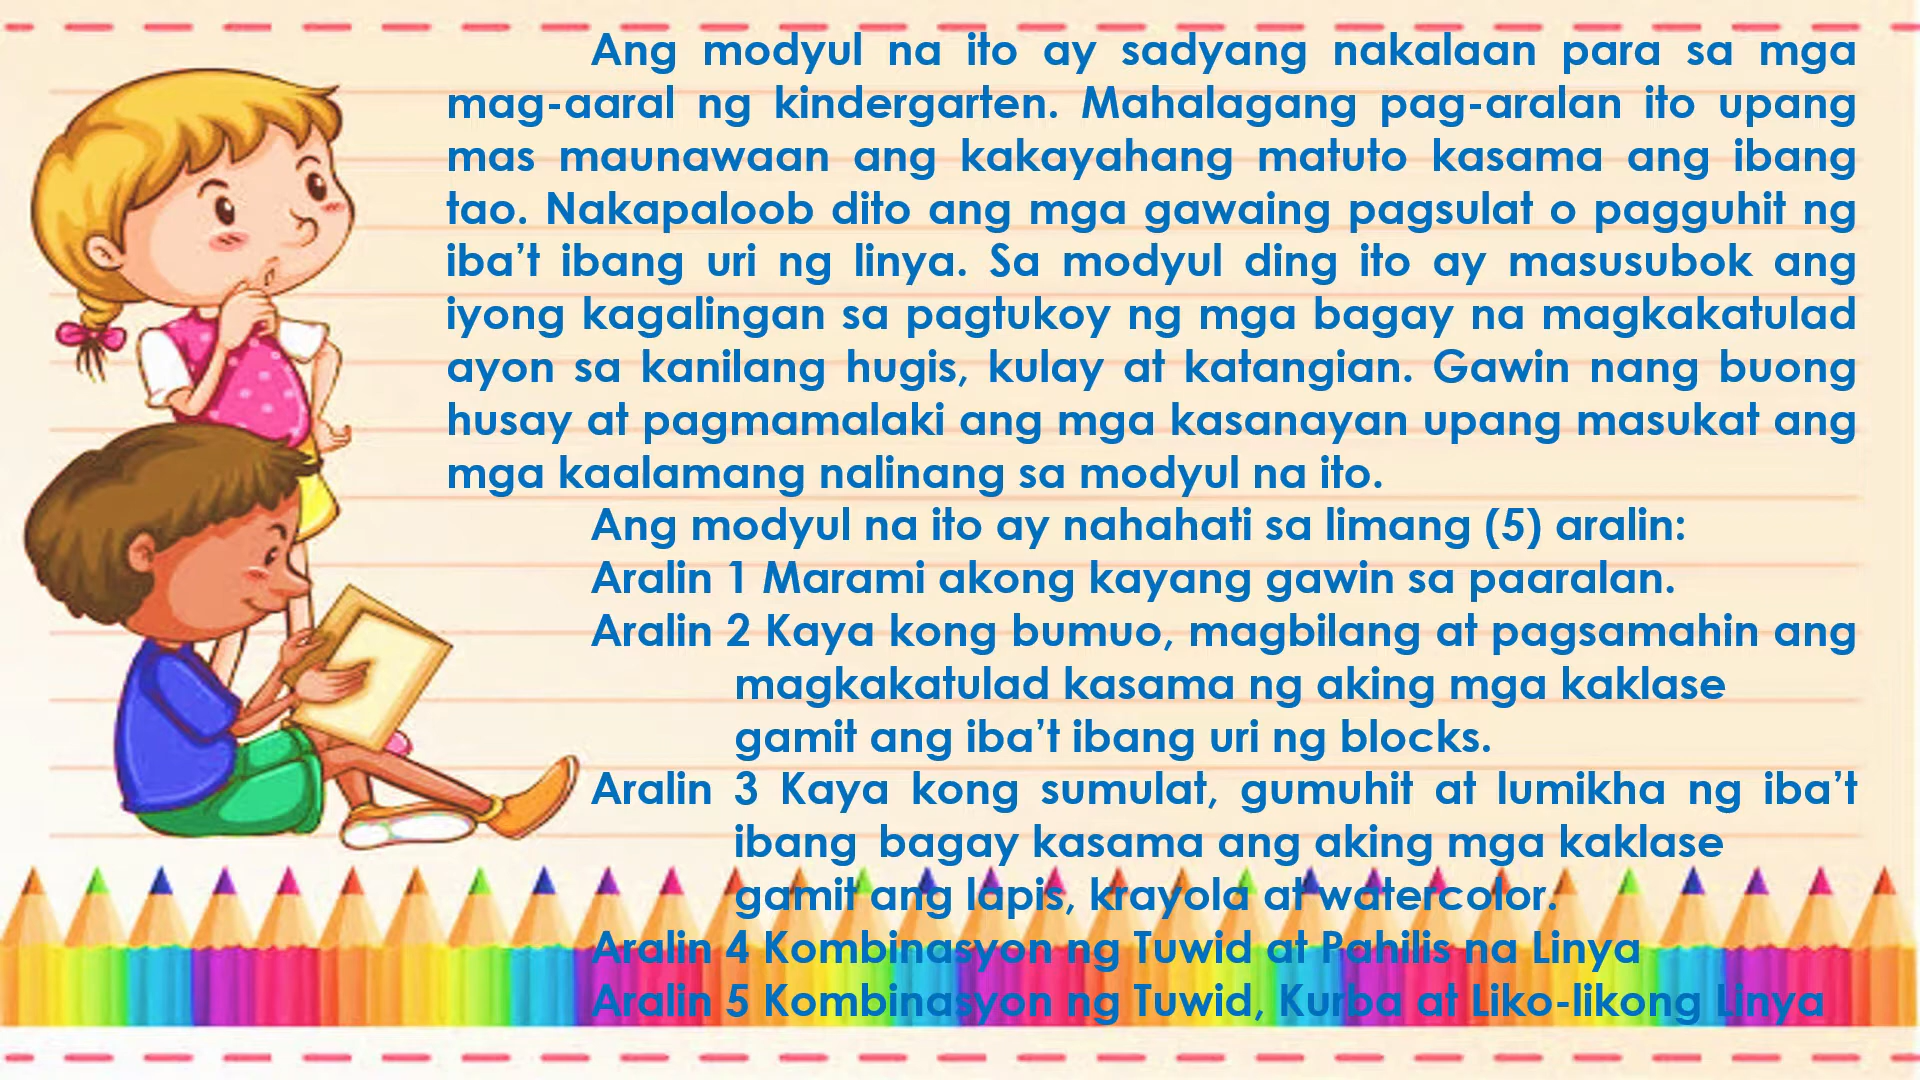 Ang modyul na ito ay sadyang nakalaan para sa mga
mag-aaral ng kindergarten. Mahalagang pag-aralan ito upang
mas maunawaan ang kakayahang matuto kasama ang ibang
tao. Nakapaloob dito ang mga gawaing pagsulat o pagguhit ng
iba’t ibang uri ng linya. Sa modyul ding ito ay masusubok ang
iyong kagalingan sa pagtukoy ng mga bagay na magkakatulad
ayon sa kanilang hugis, kulay at katangian. Gawin nang buong
husay at pagmamalaki ang mga kasanayan upang masukat ang
mga kaalamang nalinang sa modyul na ito.
Ang modyul na ito ay nahahati sa limang (5) aralin:
Aralin 1 Marami akong kayang gawin sa paaralan.
Aralin 2 Kaya kong bumuo, magbilang at pagsamahin ang
magkakatulad kasama ng aking mga kaklase
gamit ang iba’t ibang uri ng blocks.
Aralin 3 Kaya kong sumulat, gumuhit at lumikha ng iba’t
ibang bagay kasama ang aking mga kaklase
gamit ang lapis, krayola at watercolor.
Aralin 4 Kombinasyon ng Tuwid at Pahilis na Linya
Aralin 5 Kombinasyon ng Tuwid, Kurba at Liko-likong Linya